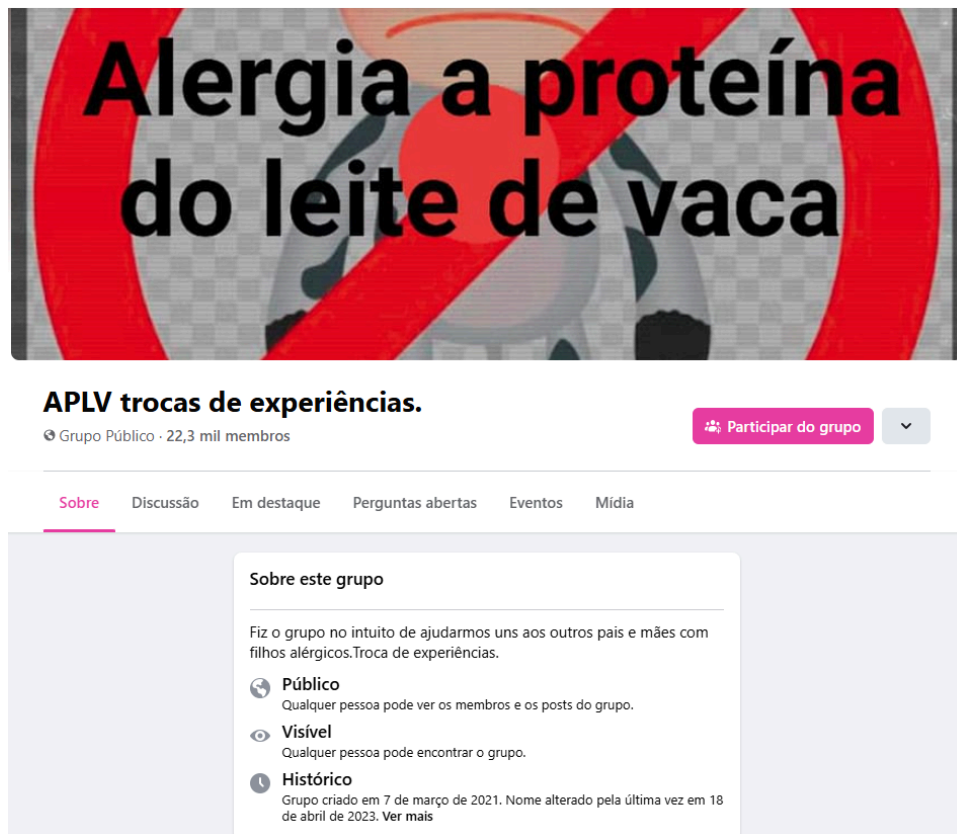 Alergia a proteína
do leite de vaca
APLV trocas de experiências.
Grupo Público · 22,3 mil membros
Participar do grupo
Sobre Discussão Em destaque Perguntas abertas Eventos Mídia
Sobre este grupo
Fiz o grupo no intuito de ajudarmos uns aos outros pais e mães com
filhos alérgicos.Troca de experiências.
Público
Qualquer pessoa pode ver os membros e os posts do grupo.
Visível
Qualquer pessoa pode encontrar o grupo.
Histórico
Grupo criado em 7 de março de 2021. Nome alterado pela última vez em 18
de abril de 2023. Ver mais